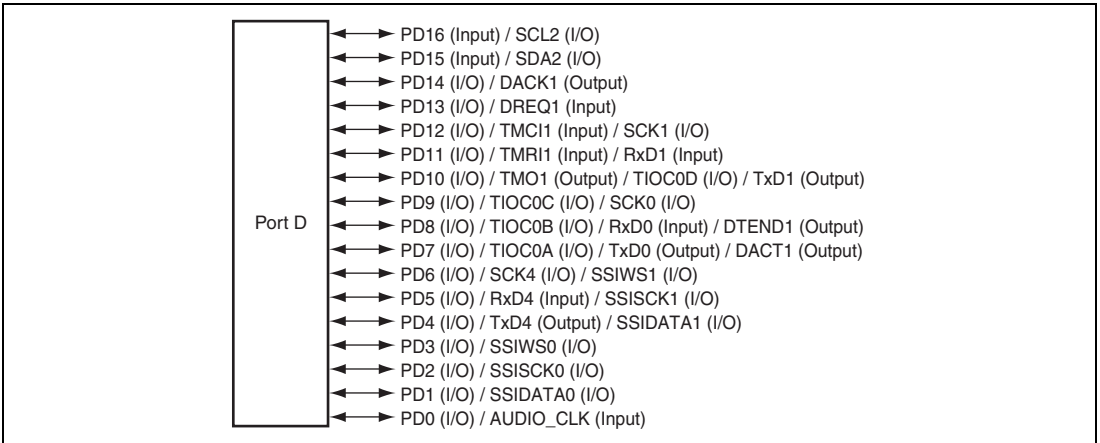 Port D
PD16 (Input) / SCL2 (I/O)
PD15 (Input) / SDA2 (I/O)
PD14 (I/O) / DACK1 (Output)
PD13 (I/O) / DREQ1 (Input)
PD12 (I/O) / TMCI1 (Input) / SCK1 (I/O)
PD11 (I/O) / TMRI1 (Input) / RxD1 (Input)
PD10 (I/O) / TMO1 (Output) / TIOC0D (I/O) / TxD1 (Output)
PD9 (I/O) / TIOC0C (I/O) / SCK0 (I/O)
PD8 (I/O) / TIOC0B (I/O) / RxD0 (Input) / DTEND1 (Output)
PD7 (I/O) / TIOC0A (I/O) / TxD0 (Output) / DACT1 (Output)
PD6 (I/O) / SCK4 (I/O) / SSIWS1 (I/O)
PD5 (I/O) / RxD4 (Input) / SSISCK1 (I/O)
PD4 (I/O) / TxD4 (Output) / SSIDATA1 (I/O)
PD3 (I/O) / SSIWS0 (I/O)
PD2 (I/O) / SSISCK0 (I/O)
PD1 (I/O) / SSIDATA0 (I/O)
PD0 (I/O) / AUDIO_CLK (Input)